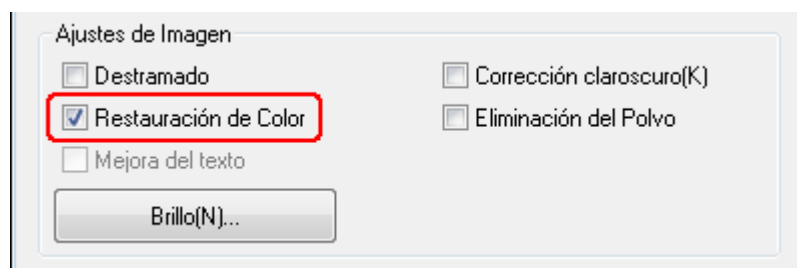 Ajustes de Imagen
Destramado Corrección claroscuro(K)
Restauración de Color Eliminación del Polvo
Mejora del texto
Brillo(N)...